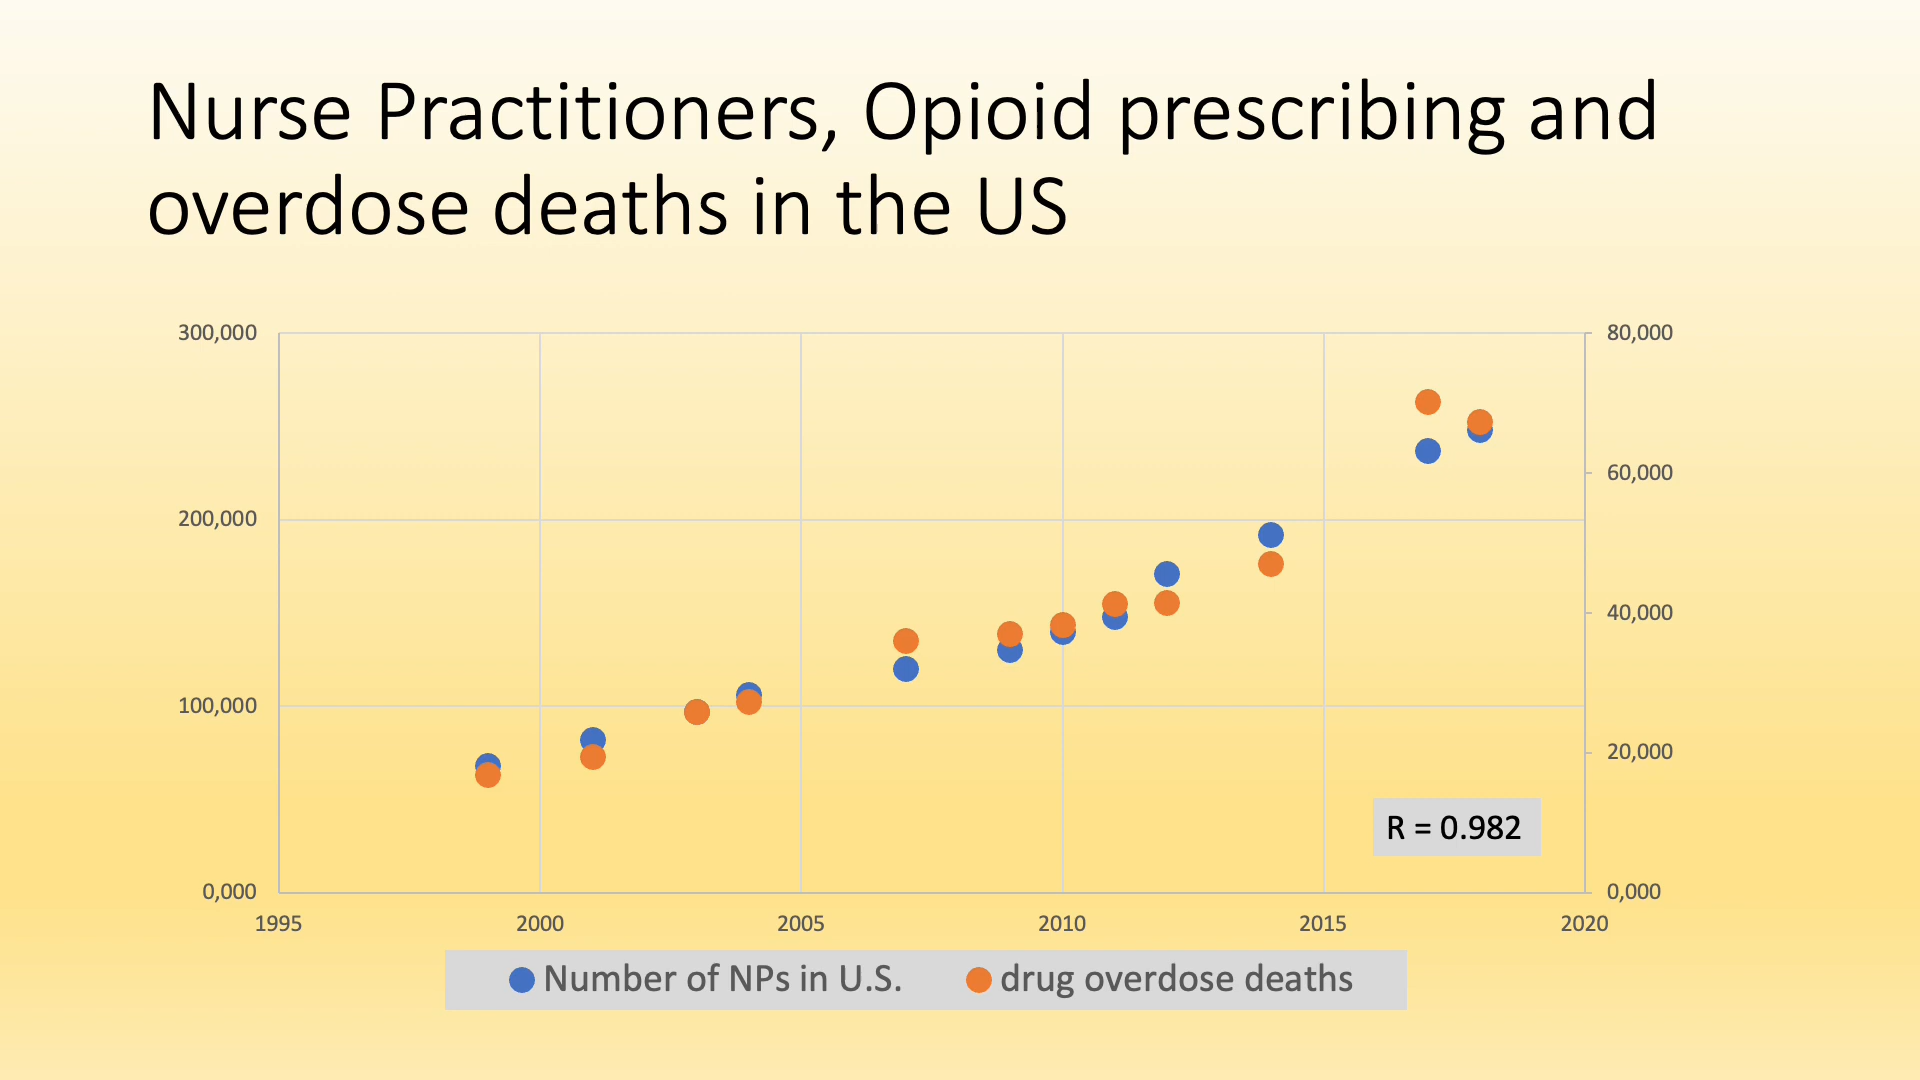 Nurse Practitioners, Opioid prescribing and
overdose deaths in the US
300,000
200,000
100,000
0,000
80,000
60,000
40,000
20,000
0,000
R = 0.982
1995 2000 2005 2010 2015 2020
Number of NPs in U.S. drug overdose deaths